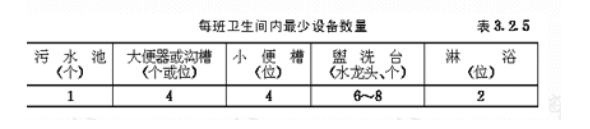 每班卫生间内最少设备数量 表3.2.5
污水池 大便器或沟槽 小便槽 盥洗台 淋浴
(个) (个或位) (位) (水龙头、个) (位)
1 4 4 6~8 2